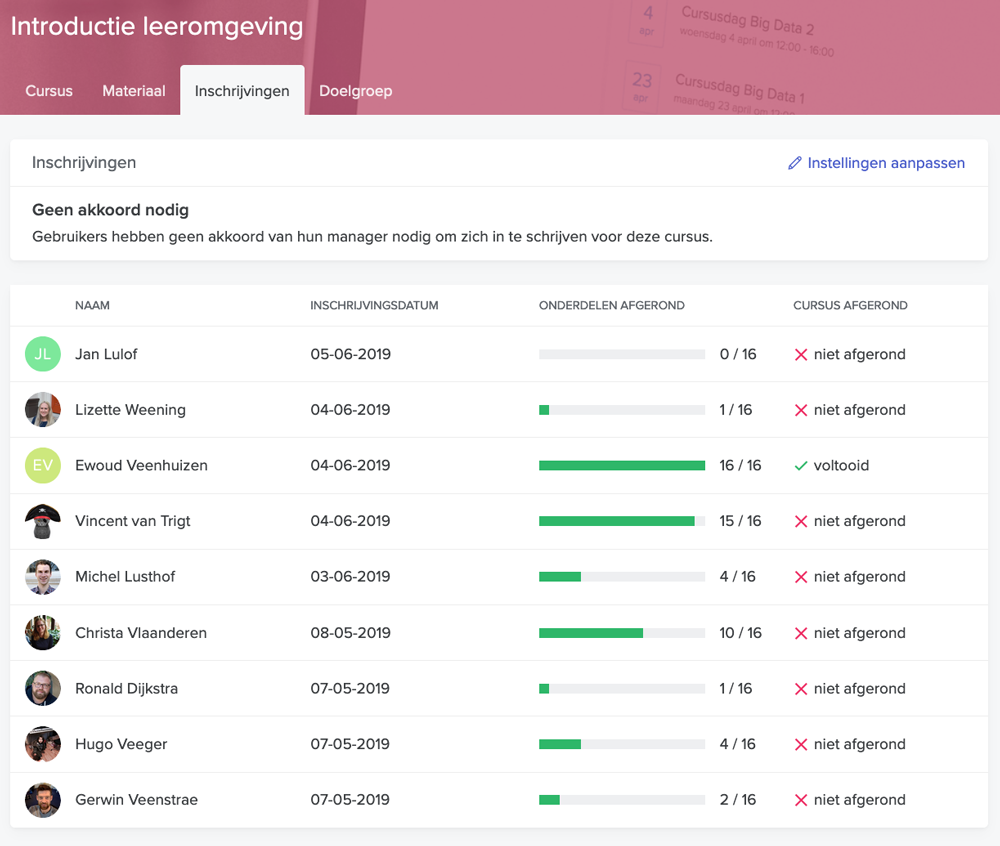 Introductie leeromgeving
4 apr Cursusdag Big Data 2
woensdag 4 april om 12:00 - 16:00
23 apr Cursusdag Big Data 1
maandag 23 april om 12:00 - 16:00
Cursus Materiaal Inschrijvingen Doelgroep
Inschrijvingen Instellingen aanpassen
Geen akkoord nodig
Gebruikers hebben geen akkoord van hun manager nodig om zich in te schrijven voor deze cursus.
NAAM INSCHRIJVINGSDATUM ONDERDELEN AFGEROND CURSUS AFGEROND
JL Jan Lulof 05-06-2019 0 / 16 niet afgerond
Lizette Weening 04-06-2019 1 / 16 niet afgerond
EV Ewoud Veenhuizen 04-06-2019 16 / 16 voltooid
Vincent van Trigt 04-06-2019 15 / 16 niet afgerond
Michel Lusthof 03-06-2019 4 / 16 niet afgerond
Christa Vlaanderen 08-05-2019 10 / 16 niet afgerond
Ronald Dijkstra 07-05-2019 1 / 16 niet afgerond
Hugo Veeger 07-05-2019 4 / 16 niet afgerond
Gerwin Veenstrae 07-05-2019 2 / 16 niet afgerond